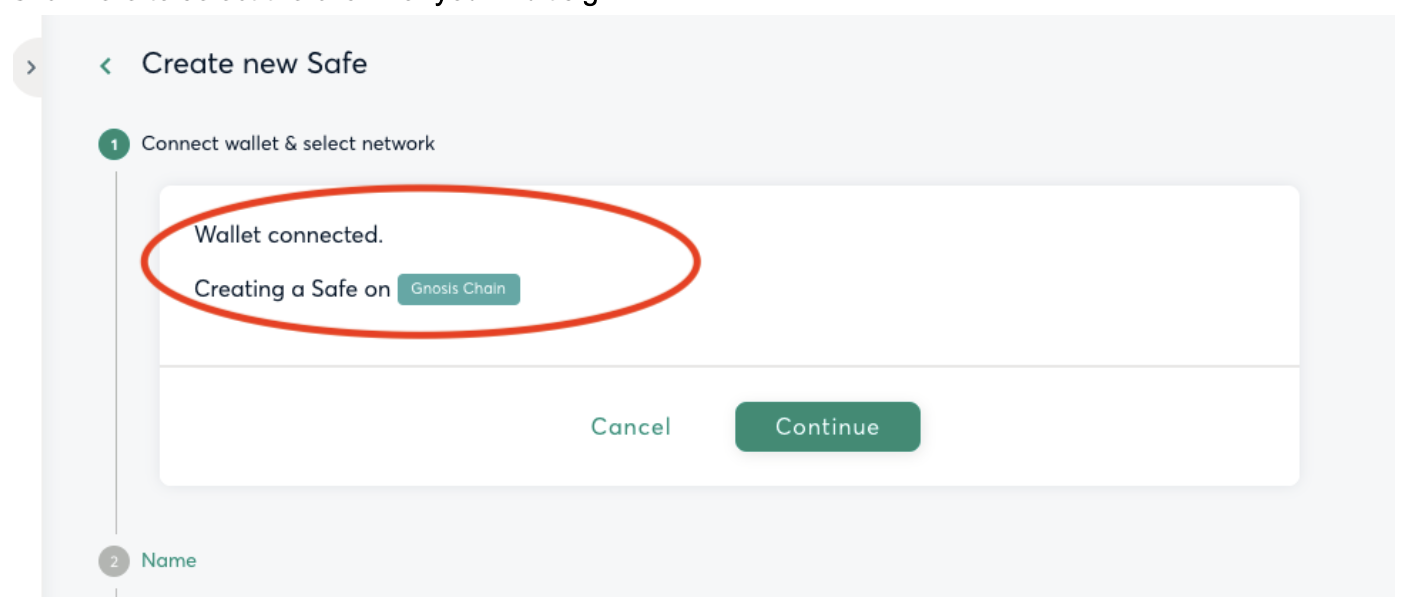 Create new Safe
1 Connect wallet & select network
Wallet connected.
Creating a Safe on Gnosis Chain
Cancel Continue
2 Name